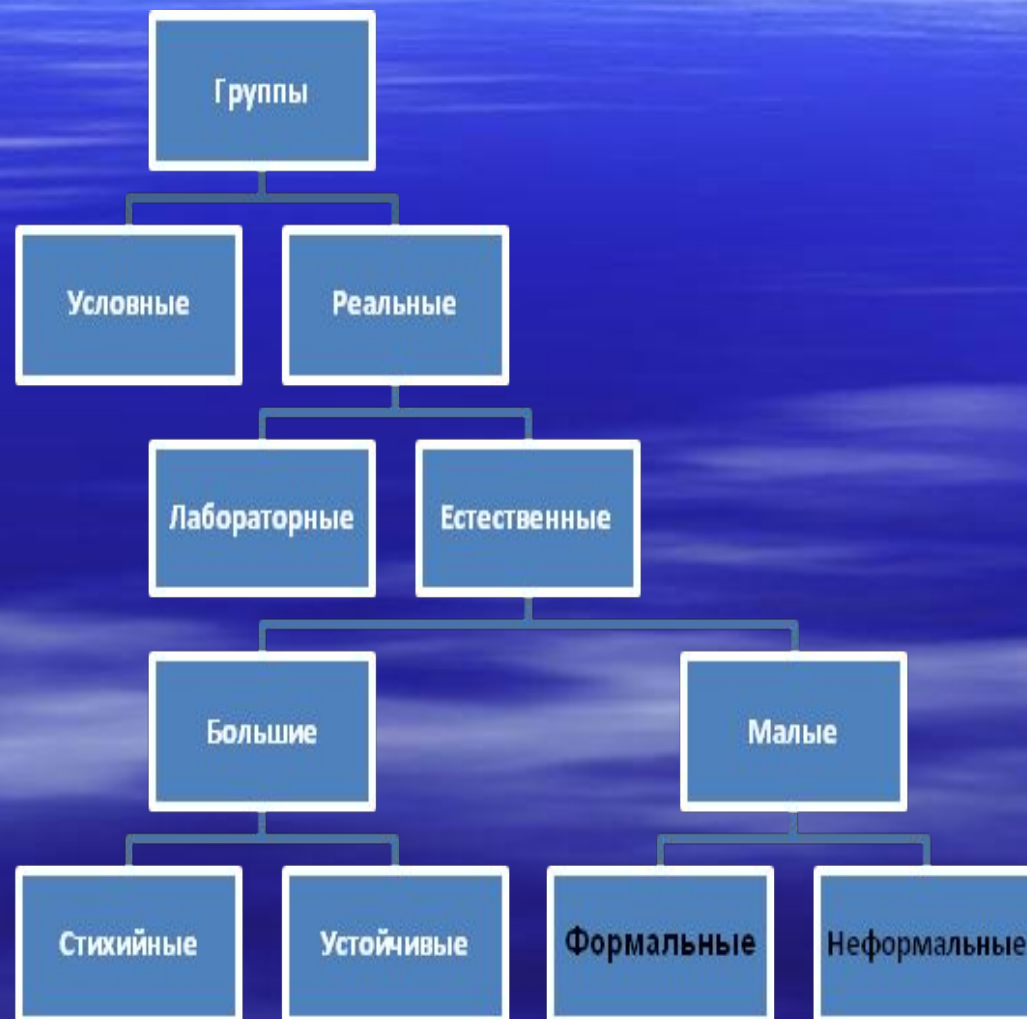 Группы
Условные
Реальные
Лабораторные
Естественные
Большие
Малые
Стихийные
Устойчивые
Формальные
Неформальные